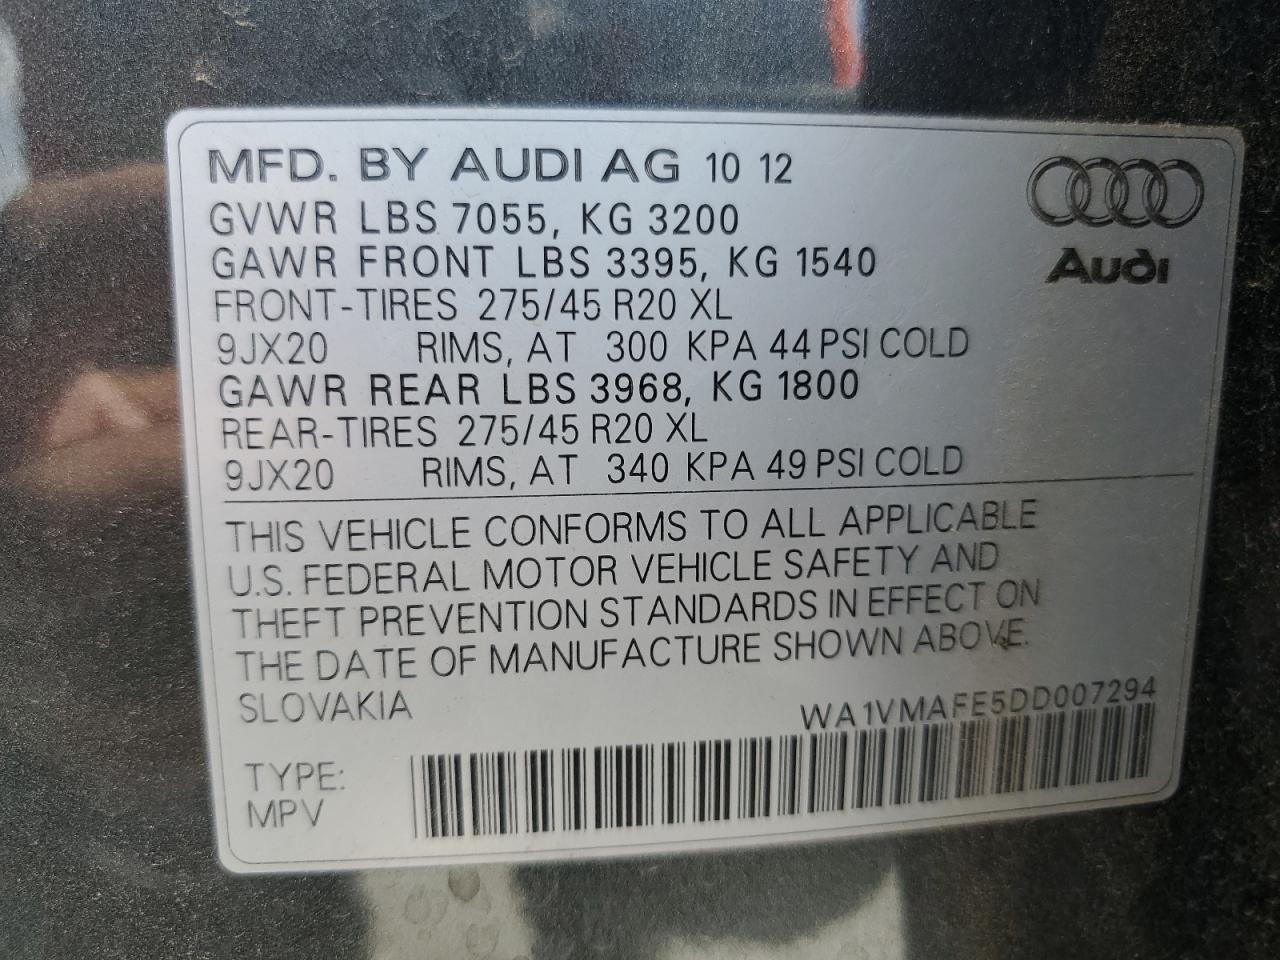 MFD. BY AUDI AG 10 12
GVWR LBS 7055, KG 3200
GAWR FRONT LBS 3395, KG 1540
FRONT-TIRES 275/45 R20 XL
9JX20 RIMS, AT 300 KPA 44 PSI COLD
GAWR REAR LBS 3968, KG 1800
REAR-TIRES 275/45 R20 XL
9JX20 RIMS, AT 340 KPA 49 PSI COLD
Audi
THIS VEHICLE CONFORMS TO ALL APPLICABLE
U.S. FEDERAL MOTOR VEHICLE SAFETY AND
THEFT PREVENTION STANDARDS IN EFFECT ON
THE DATE OF MANUFACTURE SHOWN ABOVE.
SLOVAKIA
WA1VMAFE5DD007294
TYPE:
MPV